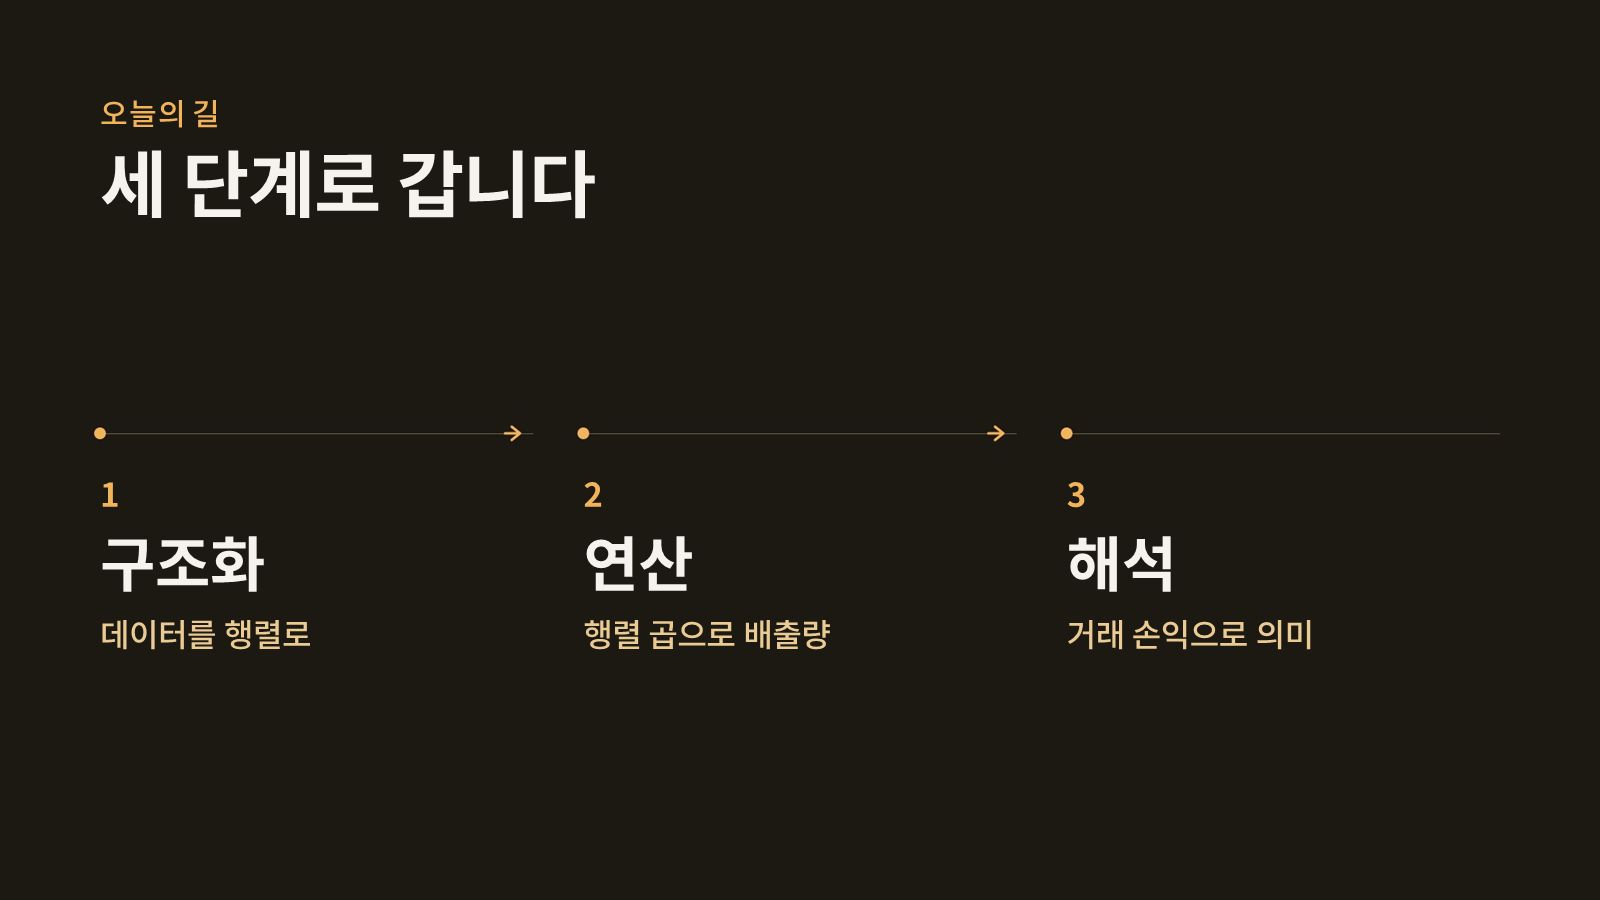 오늘의 길
세 단계로 갑니다
1
구조화
데이터를 행렬로
2
연산
행렬 곱으로 배출량
3
해석
거래 손익으로 의미